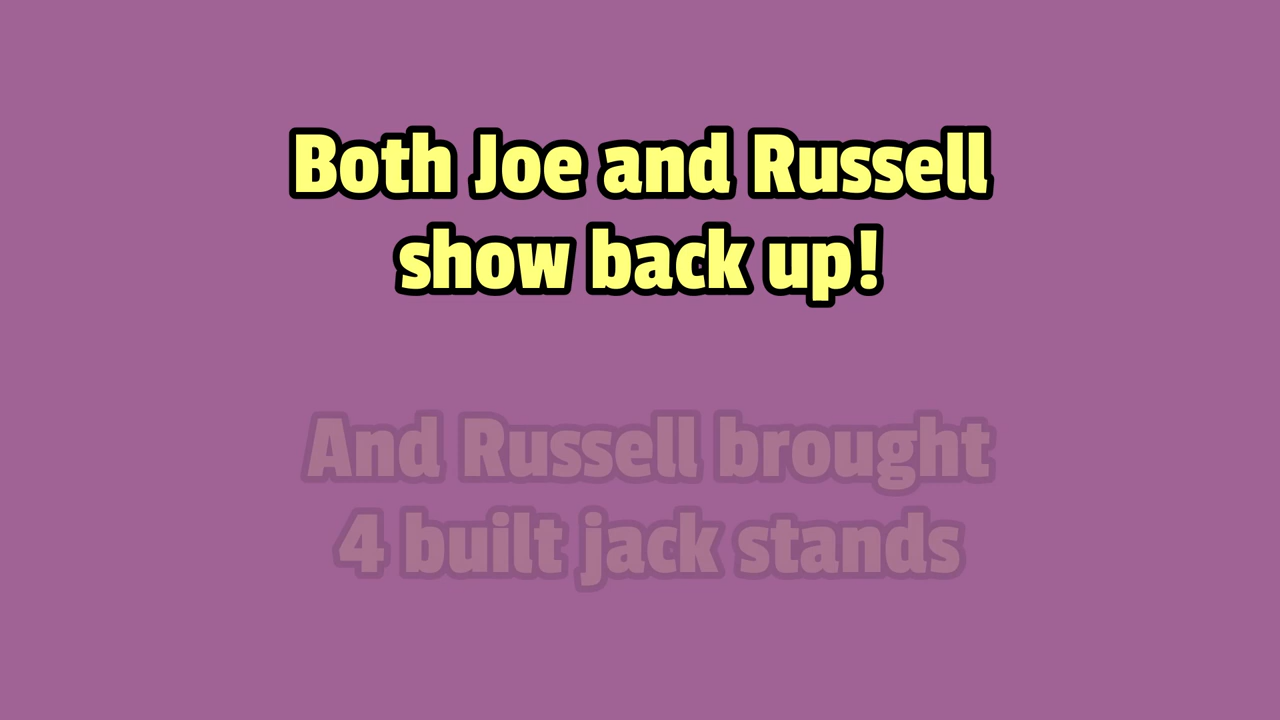 Both Joe and Russell
show back up!
And Russell brought
4 built jack stands